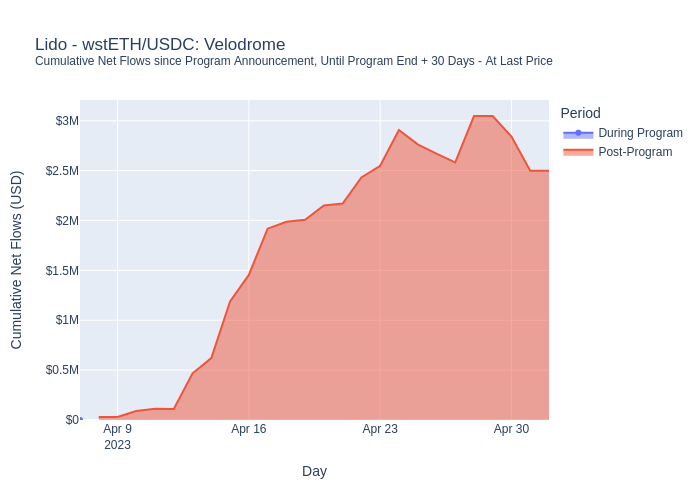 Lido - wstETH/USDC: Velodrome
Cumulative Net Flows since Program Announcement, Until Program End + 30 Days - At Last Price
Period
During Program
Post-Program
Cumulative Net Flows (USD)
$3M
$2.5M
$2M
$1.5M
$1M
$0.5M
$0
Apr 9
2023
Apr 16
Apr 23
Apr 30
Day